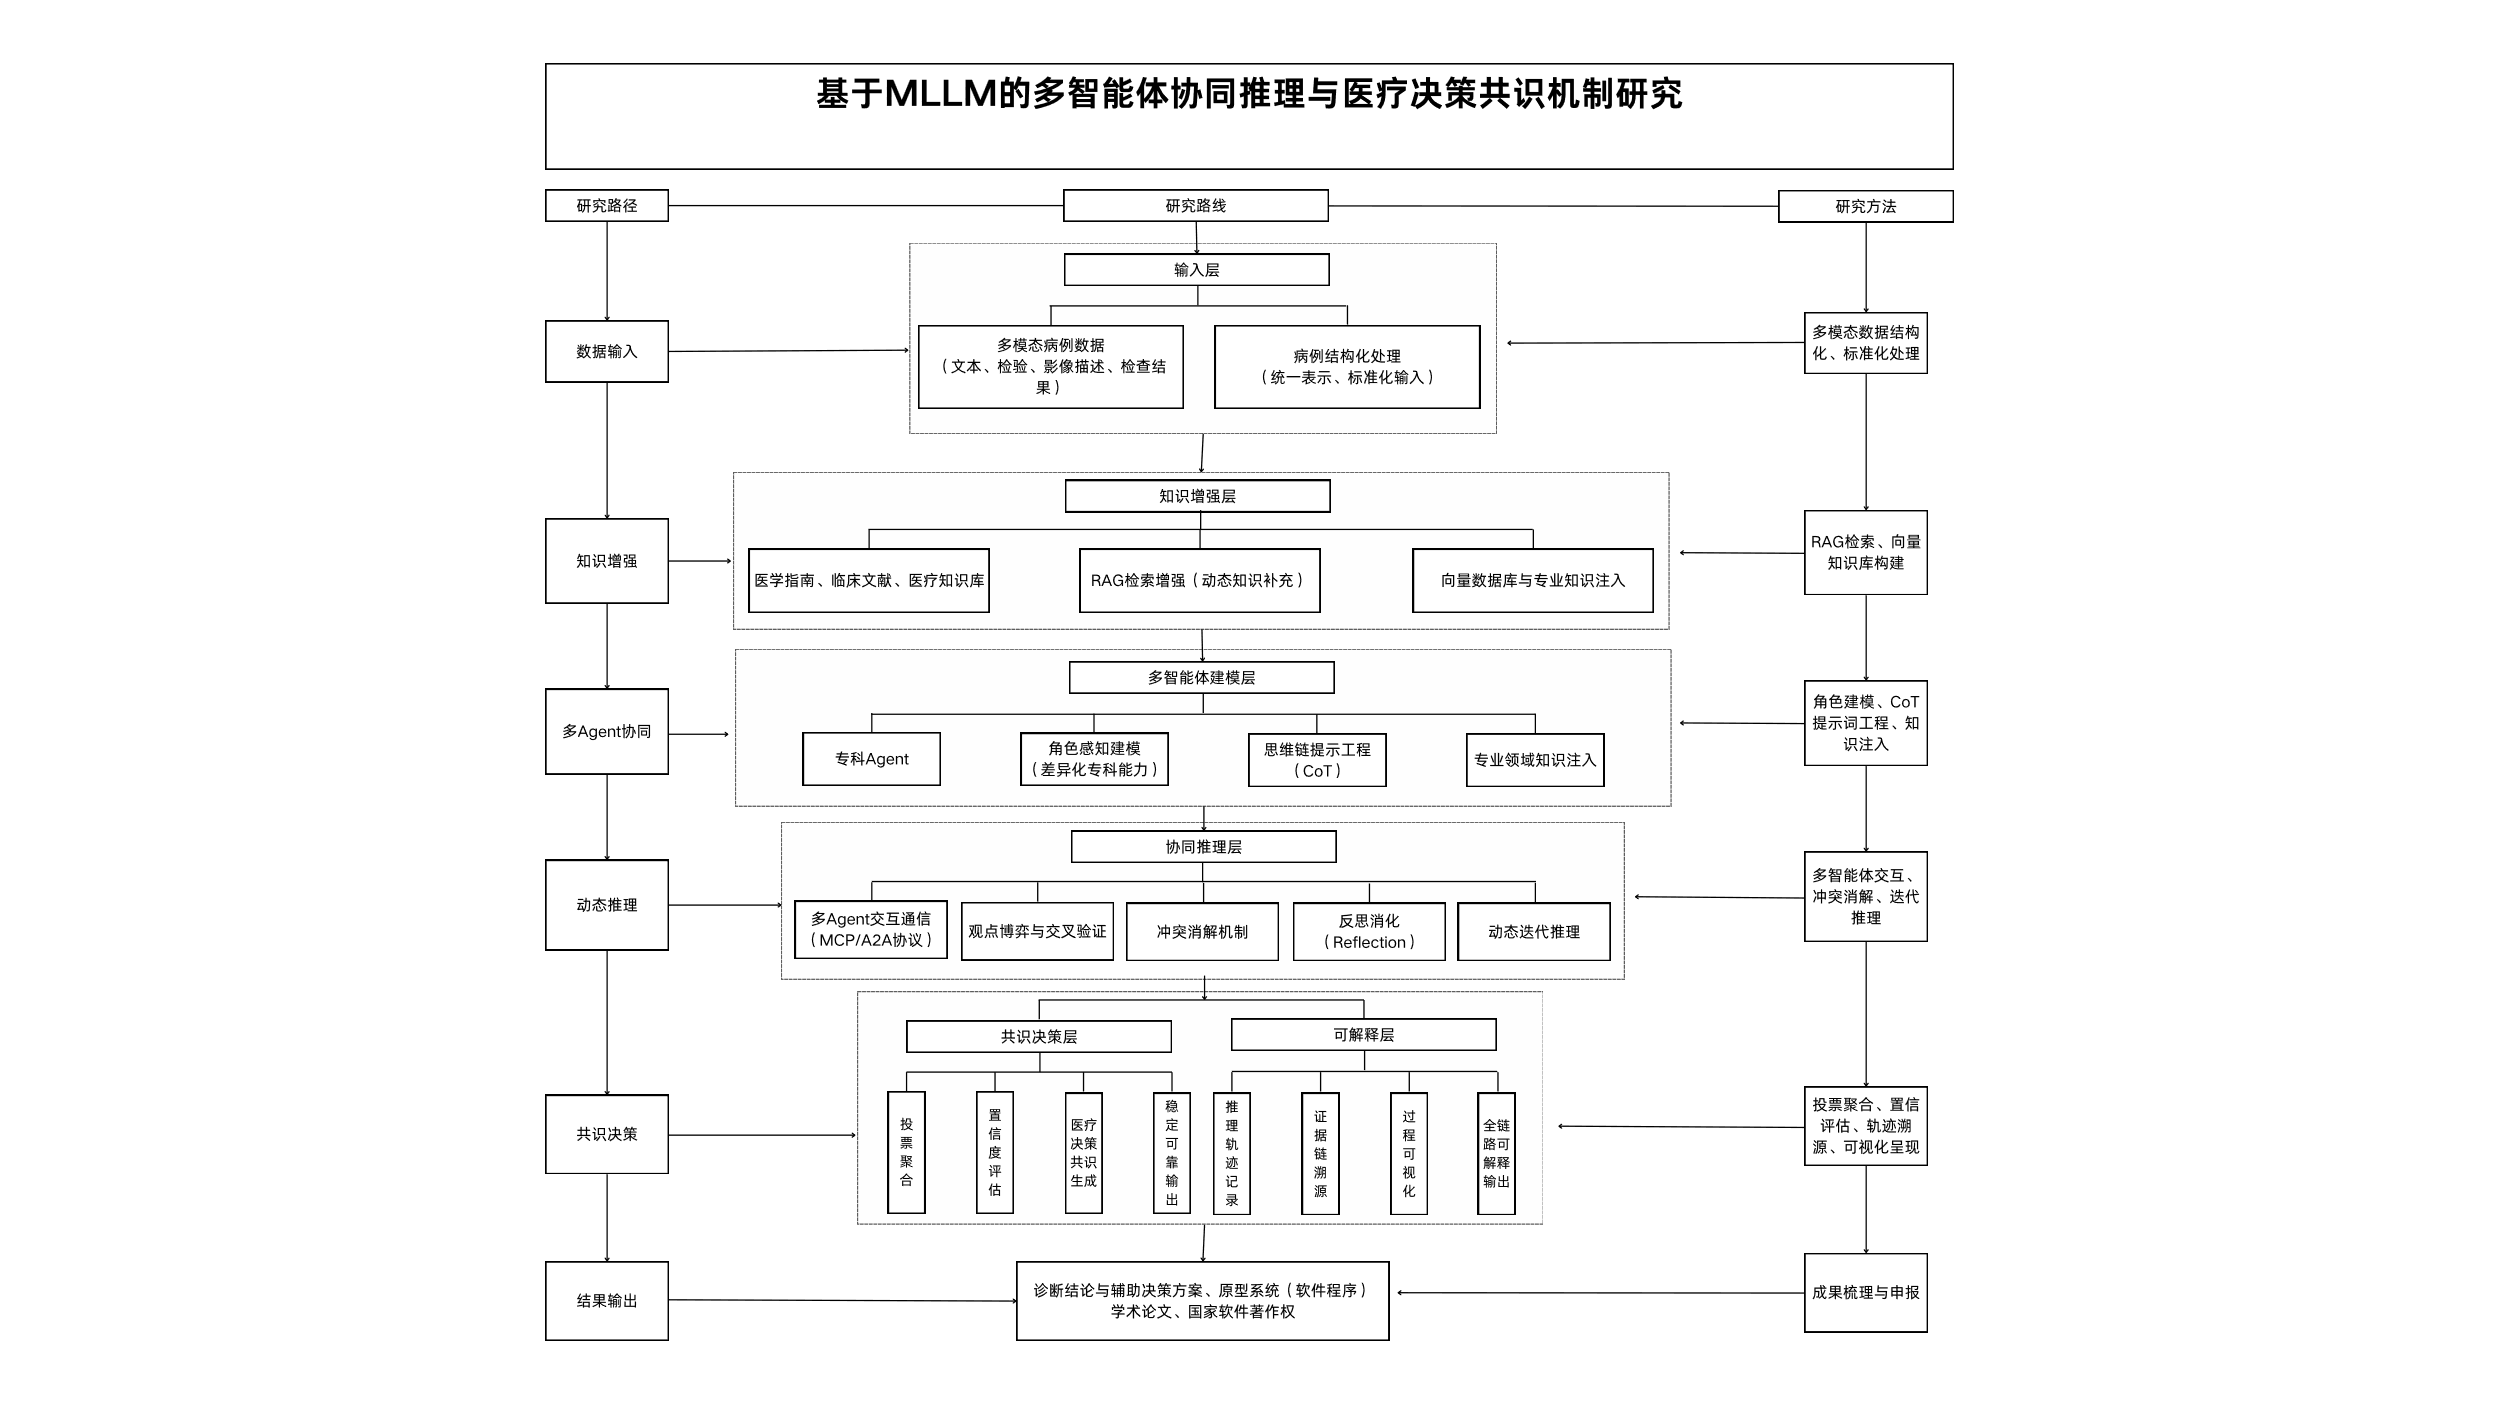 基于MLLM的多智能体协同推理与医疗决策共识机制研究
研究路径
研究路线
研究方法
输入层
数据输入
多模态病例数据
（文本、检验、影像描述、检查结
果）
病例结构化处理
（统一表示、标准化输入）
多模态数据结构
化、标准化处理
知识增强层
知识增强
医学指南、临床文献、医疗知识库
RAG检索增强（动态知识补充）
向量数据库与专业知识注入
RAG检索、向量
知识库构建
多智能体建模层
多Agent协同
专科Agent
角色感知建模
（差异化专科能力）
思维链提示工程
（CoT）
专业领域知识注入
角色建模、CoT
提示词工程、知
识注入
协同推理层
动态推理
多Agent交互通信
（MCP/A2A协议）
观点博弈与交叉验证
冲突消解机制
反思消化
（Reflection）
动态迭代推理
多智能体交互、
冲突消解、迭代
推理
共识决策层
可解释层
共识决策
投
票
聚
合
置
信
度
评
估
医疗
决策
共识
生成
稳
定
可
靠
输
出
推
理
轨
迹
记
录
证
据
链
溯
源
过
程
可
视
化
全链
路可
解释
输出
投票聚合、置信
评估、轨迹溯
源、可视化呈现
结果输出
诊断结论与辅助决策方案、原型系统（软件程序）
学术论文、国家软件著作权
成果梳理与申报